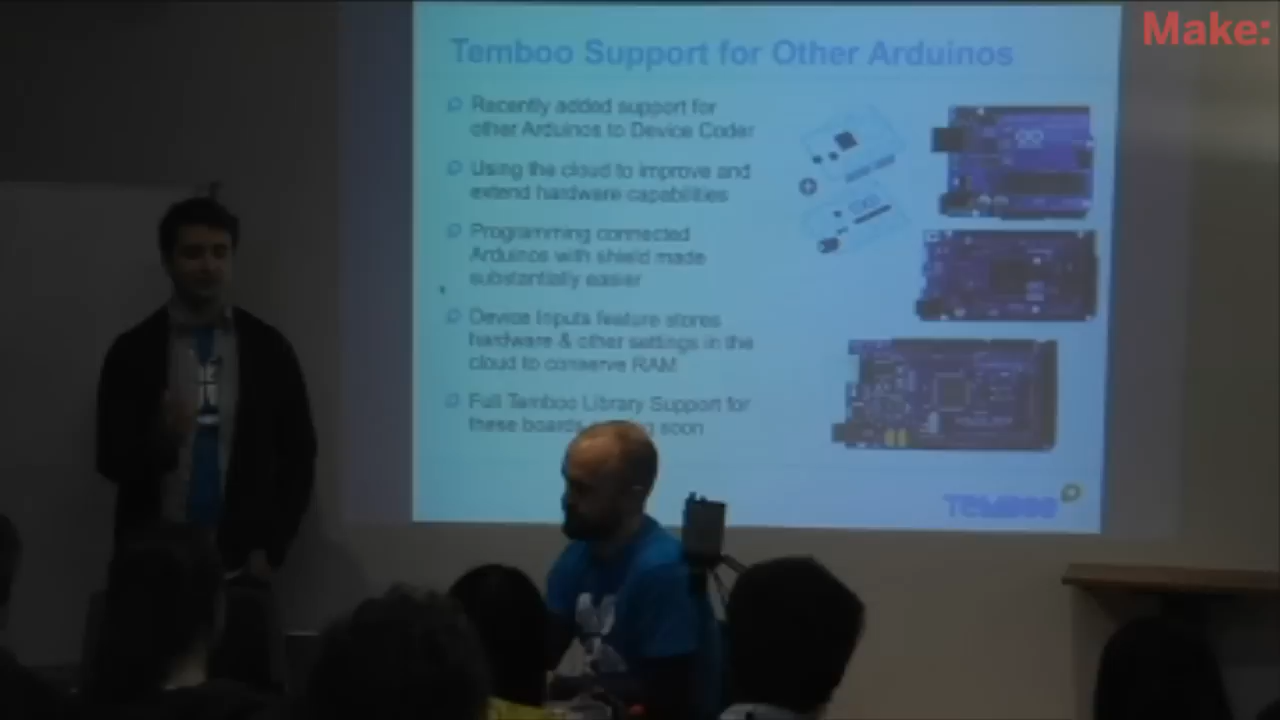 Make:
Temboo Support for Other Arduinos
Recently added support for
other Arduinos to Device Coder
Using the cloud to improve and
extend hardware capabilities
Programming connected
Arduinos with shield made
substantially easier
Device Inputs feature stores
hardware & other settings in the
cloud to conserve RAM
Full Temboo Library Support for
these boards g soon
Temboo